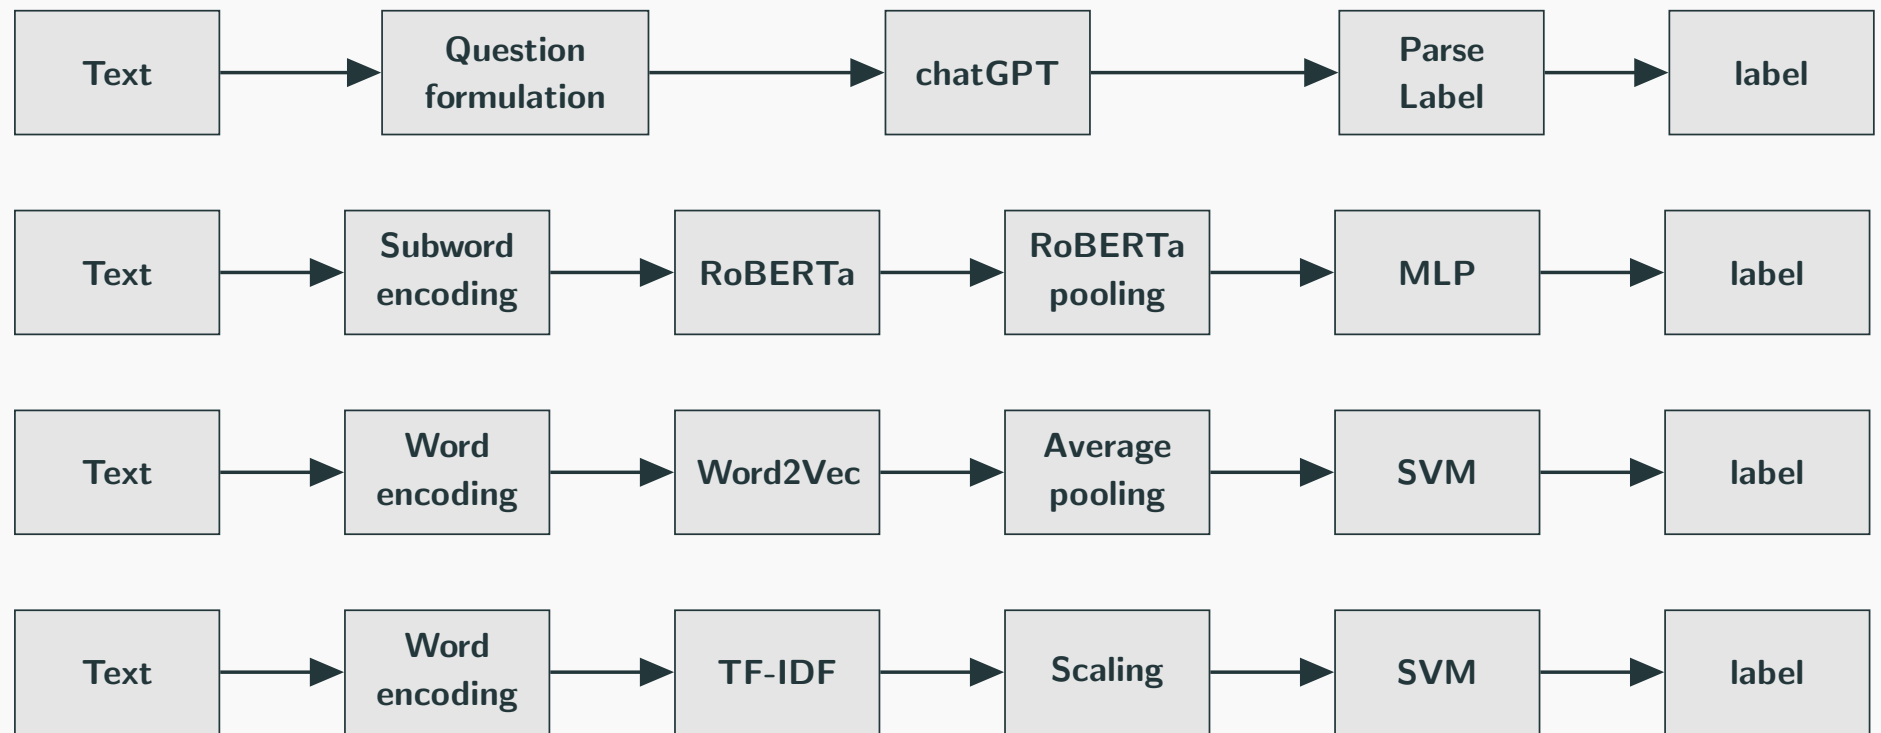 Text
Question
formulation
chatGPT
Parse
Label
label
Text
Subword
encoding
RoBERTa
RoBERTa
pooling
MLP
label
Text
Word
encoding
Word2Vec
Average
pooling
SVM
label
Text
Word
encoding
TF-IDF
Scaling
SVM
label